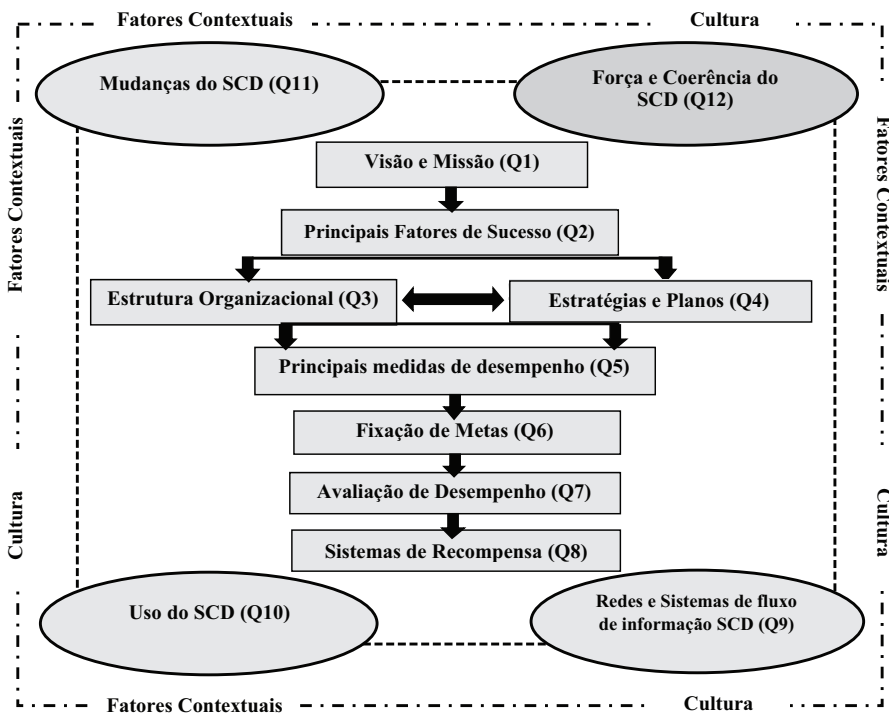 Fatores Contextuais
Cultura
Mudanças do SCD (Q11)
Força e Coerência do
SCD (Q12)
Fatores Contextuais
Fatores Contextuais
Visão e Missão (Q1)
Principais Fatores de Sucesso (Q2)
Estrutura Organizacional (Q3)
Estratégias e Planos (Q4)
Principais medidas de desempenho (Q5)
Fixação de Metas (Q6)
Avaliação de Desempenho (Q7)
Cultura
Cultura
Sistemas de Recompensa (Q8)
Uso do SCD (Q10)
Redes e Sistemas de fluxo
de informação SCD (Q9)
Fatores Contextuais
Cultura